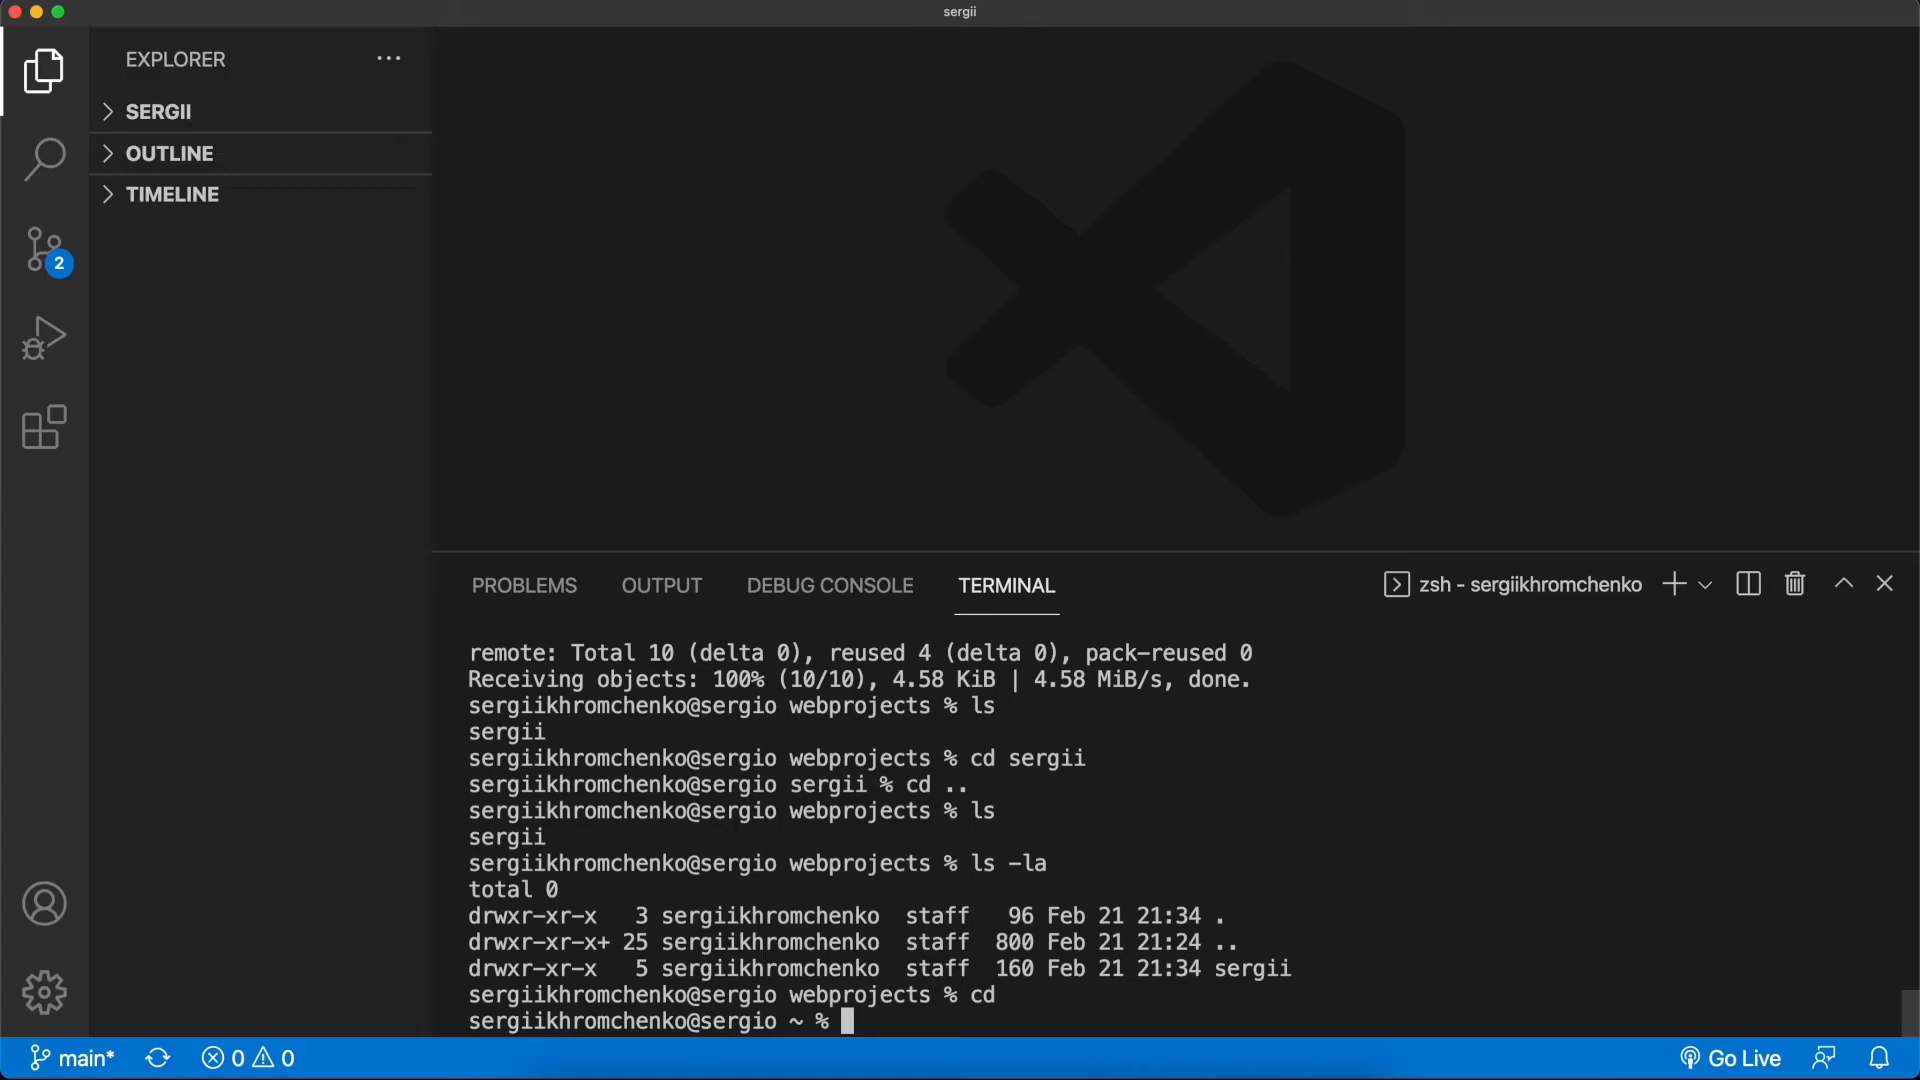 sergii
EXPLORER
SERGII
OUTLINE
TIMELINE
2
PROBLEMS OUTPUT DEBUG CONSOLE TERMINAL zsh - sergiikhromchenko
remote: Total 10 (delta 0), reused 4 (delta 0), pack-reused 0
Receiving objects: 100% (10/10), 4.58 KiB | 4.58 MiB/s, done.
sergiikhromchenko@sergio webprojects % ls
sergii
sergiikhromchenko@sergio webprojects % cd sergii
sergiikhromchenko@sergio sergii % cd ..
sergiikhromchenko@sergio webprojects % ls
sergii
sergiikhromchenko@sergio webprojects % ls -la
total 0
drwxr-xr-x   3 sergiikhromchenko  staff   96 Feb 21 21:34 .
drwxr-xr-x+ 25 sergiikhromchenko  staff  800 Feb 21 21:24 ..
drwxr-xr-x   5 sergiikhromchenko  staff  160 Feb 21 21:34 sergii
sergiikhromchenko@sergio webprojects % cd
sergiikhromchenko@sergio ~ %
main* 0 0 Go Live